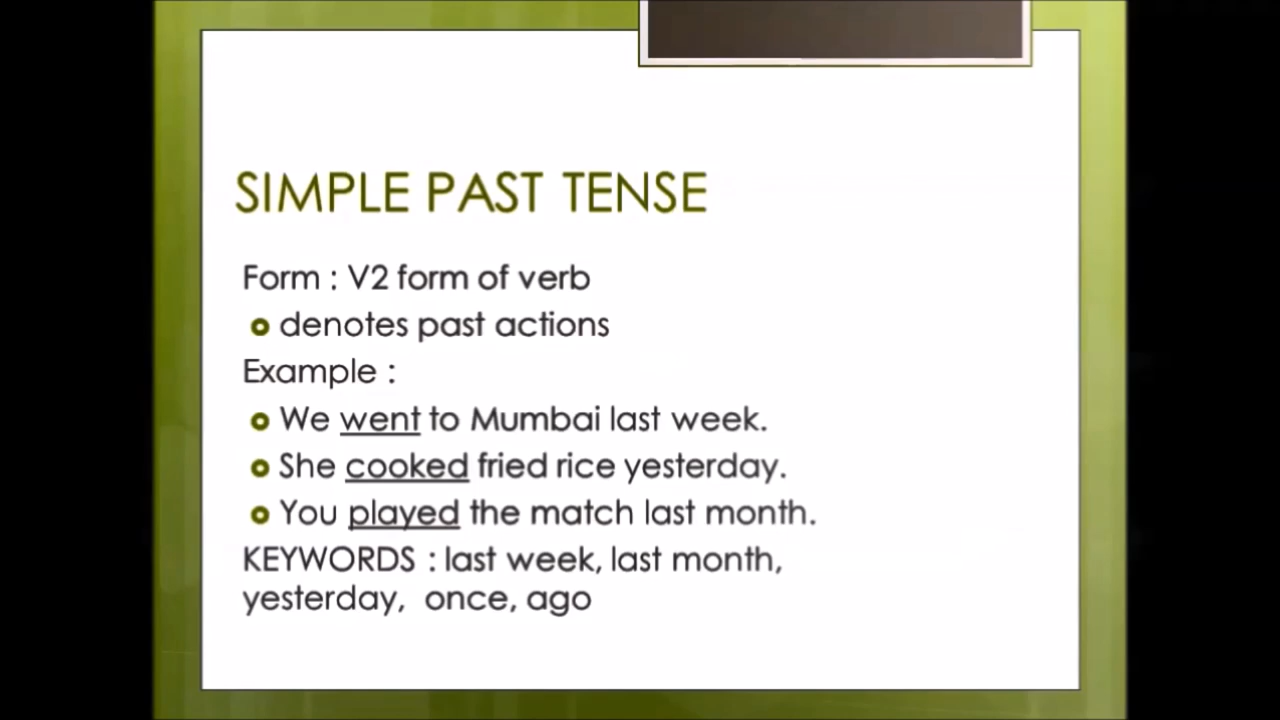 SIMPLE PAST TENSE
Form : V2 form of verb
denotes past actions
Example :
We went to Mumbai last week.
She cooked fried rice yesterday.
You played the match last month.
KEYWORDS : last week, last month,
yesterday, once, ago